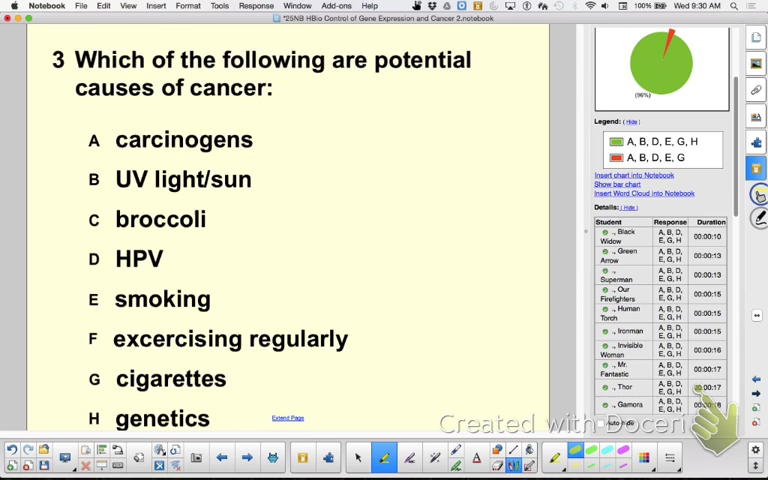 Notebook File Edit View Insert Format Tools Response Window Add-ons Help 100% Wed 9:30 AM
*25NB HBio Control of Gene Expression and Cancer 2.notebook
3 Which of the following are potential
causes of cancer:
A carcinogens
B UV light/sun
C broccoli
D HPV
E smoking
F excercising regularly
G cigarettes
H genetics
Extend Page
(96%)
Legend: ( Hide )
A, B, D, E, G, H
A, B, D, E, G
Insert chart into Notebook
Show bar chart
Insert Word Cloud into Notebook
Details: ( Hide )
Student Response Duration
., Black Widow A, B, D, E, G, H 00:00:10
., Green Arrow A, B, D, E, G, H 00:00:13
., Superman A, B, D, E, G, H 00:00:13
., Our Firefighters A, B, D, E, G, H 00:00:15
., Human Torch A, B, D, E, G, H 00:00:15
., Ironman A, B, D, E, G, H 00:00:15
., Invisible Woman A, B, D, E, G, H 00:00:16
., Mr. Fantastic A, B, D, E, G, H 00:00:17
., Thor A, B, D, E, G, H 00:00:17
., Gamora A, B, D, E, G, H
Auto-hide
Created with Doceri